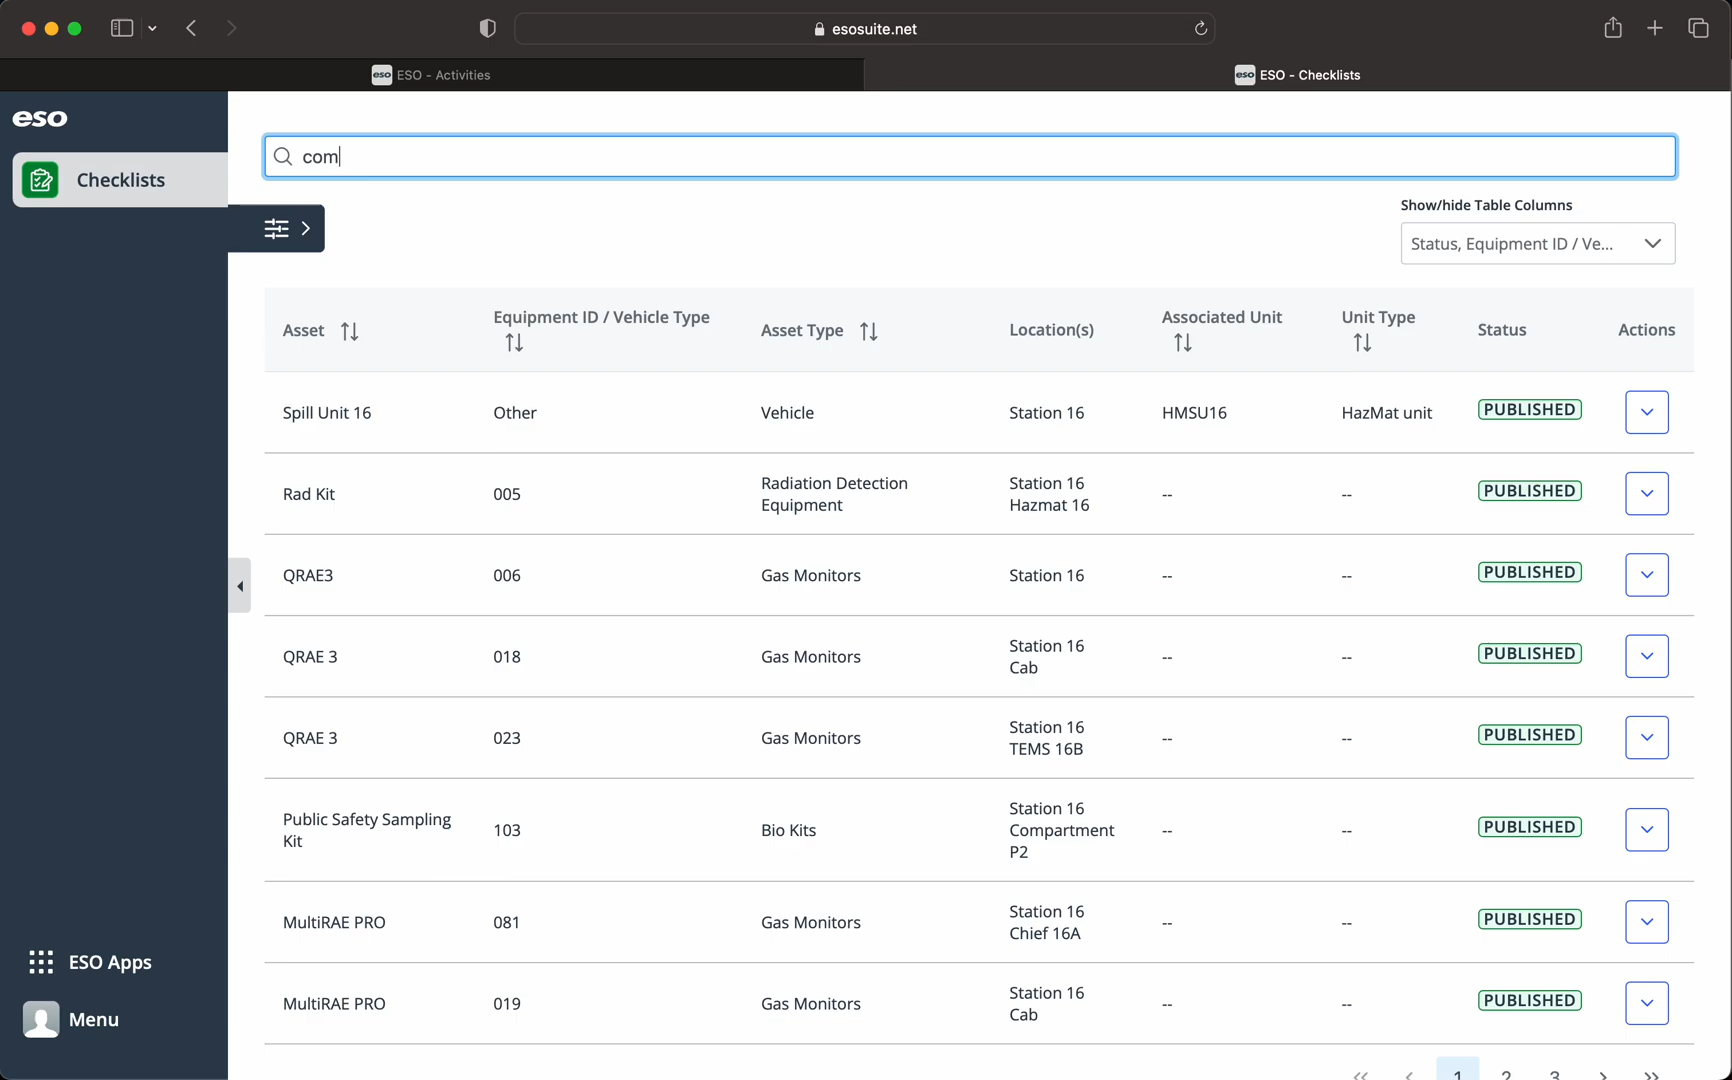 esosuite.net
eso ESO - Activities
eso ESO - Checklists
eso
com
Checklists
Show/hide Table Columns
Status, Equipment ID / Ve...
Asset
Equipment ID / Vehicle Type
Asset Type
Location(s)
Associated Unit
Unit Type
Status
Actions
Spill Unit 16
Other
Vehicle
Station 16
HMSU16
HazMat unit
PUBLISHED
Rad Kit
005
Radiation Detection
Equipment
Station 16
Hazmat 16
--
--
PUBLISHED
QRAE3
006
Gas Monitors
Station 16
--
--
PUBLISHED
QRAE 3
018
Gas Monitors
Station 16
Cab
--
--
PUBLISHED
QRAE 3
023
Gas Monitors
Station 16
TEMS 16B
--
--
PUBLISHED
Public Safety Sampling
Kit
103
Bio Kits
Station 16
Compartment
P2
--
--
PUBLISHED
MultiRAE PRO
081
Gas Monitors
Station 16
Chief 16A
--
--
PUBLISHED
MultiRAE PRO
019
Gas Monitors
Station 16
Cab
--
--
PUBLISHED
ESO Apps
Menu
<< < 1 2 3 > >>